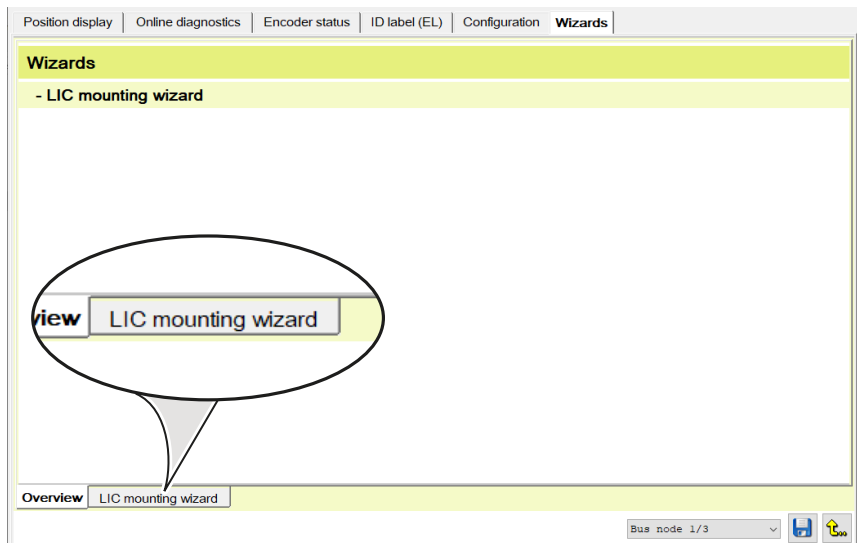 Position display Online diagnostics Encoder status ID label (EL) Configuration Wizards
Wizards
- LIC mounting wizard
view LIC mounting wizard
Overview LIC mounting wizard
Bus node 1/3